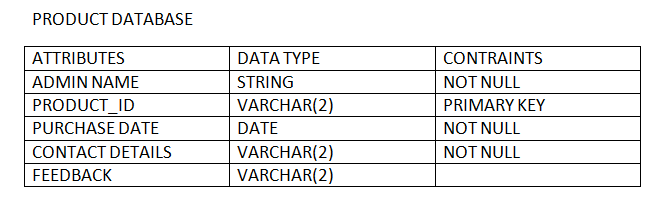 PRODUCT DATABASE
ATTRIBUTES DATA TYPE CONTRAINTS
ADMIN NAME STRING NOT NULL
PRODUCT_ID VARCHAR(2) PRIMARY KEY
PURCHASE DATE DATE NOT NULL
CONTACT DETAILS VARCHAR(2) NOT NULL
FEEDBACK VARCHAR(2)